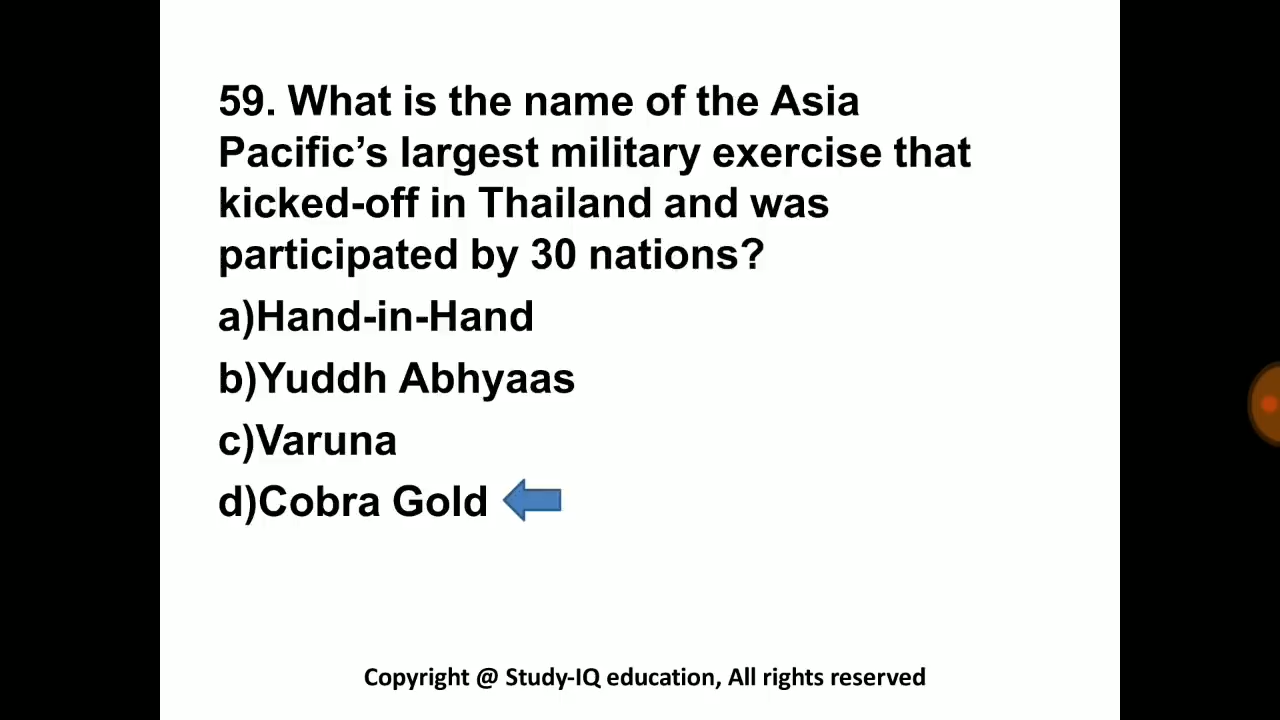 59. What is the name of the Asia
Pacific’s largest military exercise that
kicked-off in Thailand and was
participated by 30 nations?
a)Hand-in-Hand
b)Yuddh Abhyaas
c)Varuna
d)Cobra Gold
Copyright @ Study-IQ education, All rights reserved